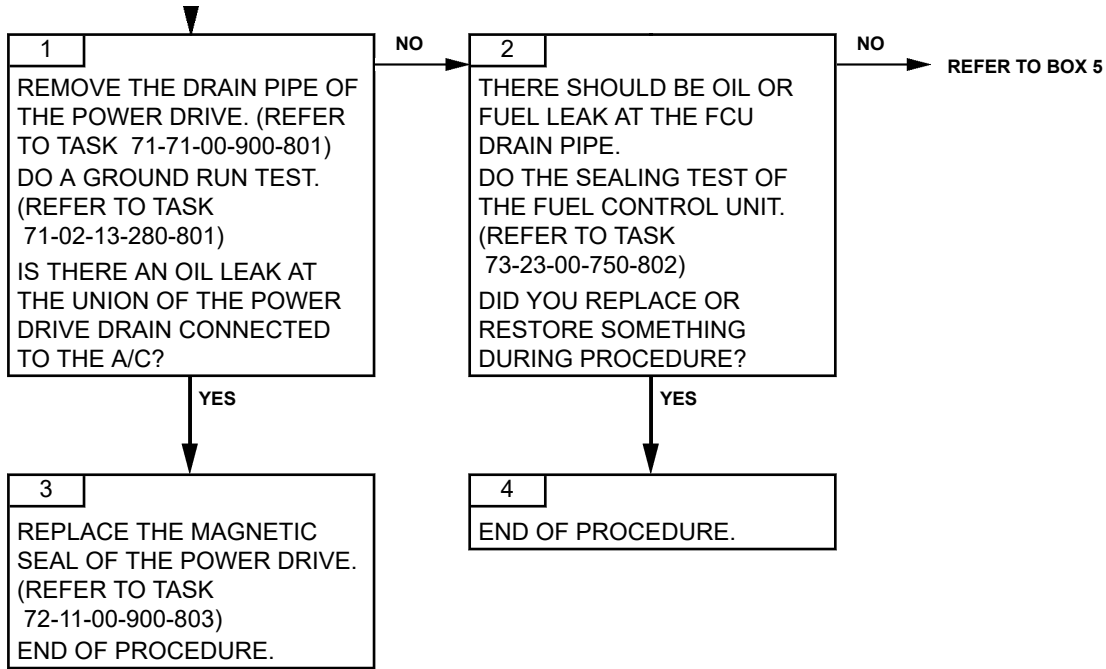 1
REMOVE THE DRAIN PIPE OF
THE POWER DRIVE. (REFER
TO TASK 71-71-00-900-801)
DO A GROUND RUN TEST.
(REFER TO TASK
71-02-13-280-801)
IS THERE AN OIL LEAK AT
THE UNION OF THE POWER
DRIVE DRAIN CONNECTED
TO THE A/C?
NO
2
THERE SHOULD BE OIL OR
FUEL LEAK AT THE FCU
DRAIN PIPE.
DO THE SEALING TEST OF
THE FUEL CONTROL UNIT.
(REFER TO TASK
73-23-00-750-802)
DID YOU REPLACE OR
RESTORE SOMETHING
DURING PROCEDURE?
NO
REFER TO BOX 5
YES
YES
3
REPLACE THE MAGNETIC
SEAL OF THE POWER DRIVE.
(REFER TO TASK
72-11-00-900-803)
END OF PROCEDURE.
4
END OF PROCEDURE.